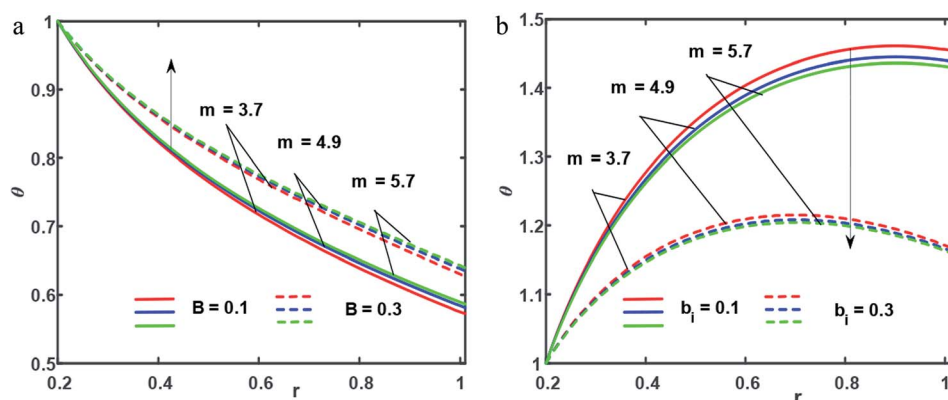 a
1
0.9
0.8
0.7
0.6
0.5
θ
m = 3.7
m = 4.9
m = 5.7
B = 0.1
B = 0.3
0.2
0.4
0.6
0.8
1
r
b
1.5
1.4
1.3
1.2
1.1
1
θ
m = 5.7
m = 4.9
m = 3.7
bi = 0.1
bi = 0.3
0.2
0.4
0.6
0.8
1
r